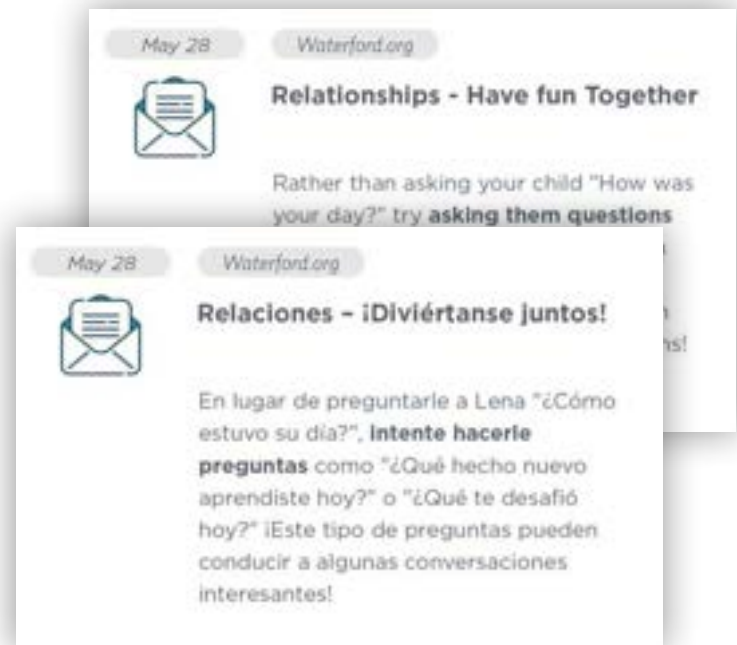 May 28
Waterford.org
Relationships - Have fun Together
Rather than asking your child "How was
your day?" try asking them questions
ns!
May 28
Waterford.org
Relaciones – ¡Diviértanse juntos!
En lugar de preguntarle a Lena "¿Cómo
estuvo su día?", intente hacerle
preguntas como "¿Qué hecho nuevo
aprendiste hoy?" o "¿Qué te desafió
hoy?" ¡Este tipo de preguntas pueden
conducir a algunas conversaciones
interesantes!